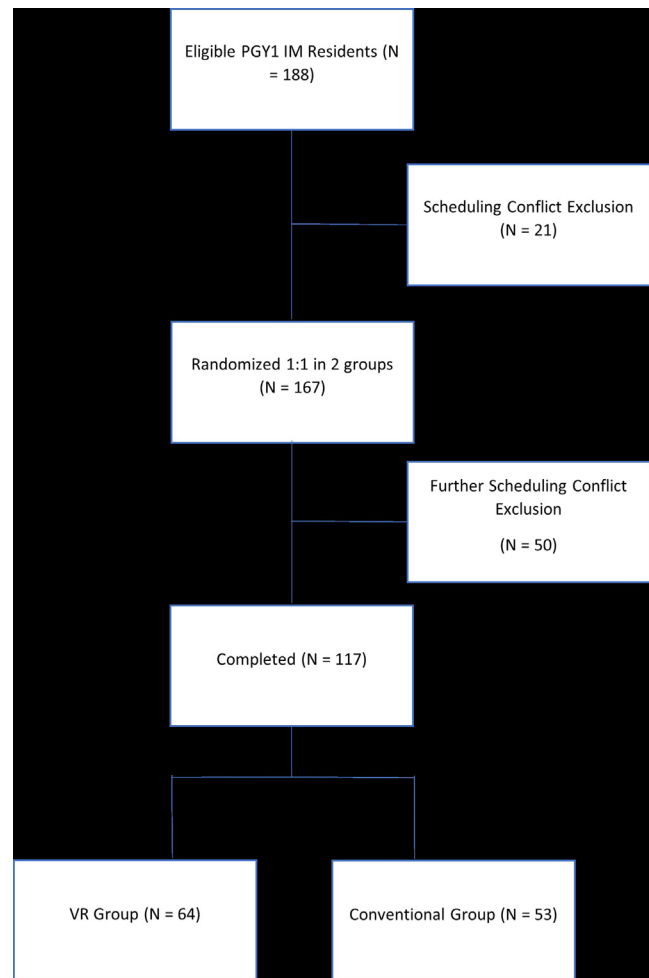 Eligible PGY1 IM Residents (N
= 188)
Scheduling Conflict Exclusion
(N = 21)
Randomized 1:1 in 2 groups
(N = 167)
Further Scheduling Conflict
Exclusion
(N = 50)
Completed (N = 117)
VR Group (N = 64)
Conventional Group (N = 53)